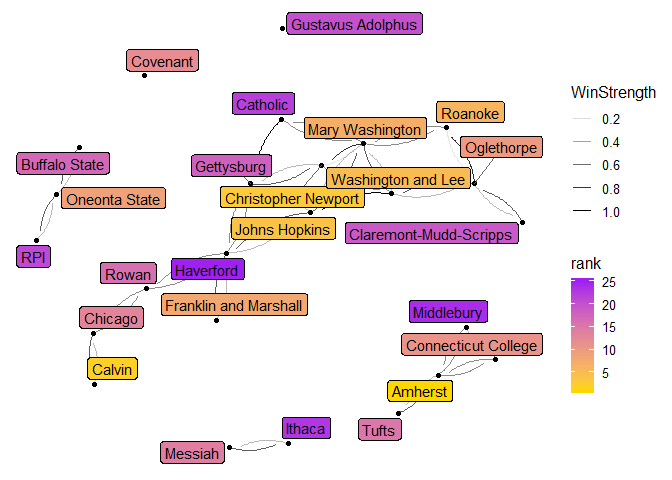 Gustavus Adolphus
Covenant
WinStrength
Catholic
Roanoke
0.2
Mary Washington
0.4
Oglethorpe
Buffalo State
Gettysburg
0.6
Washington and Lee
0.8
Oneonta State
Christopher Newport
1.0
Johns Hopkins
Claremont-Mudd-Scripps
RPI
rank
Rowan
Haverford
25
20
Franklin and Marshall
Middlebury
Chicago
15
Connecticut College
10
Calvin
5
Amherst
Ithaca
Tufts
Messiah